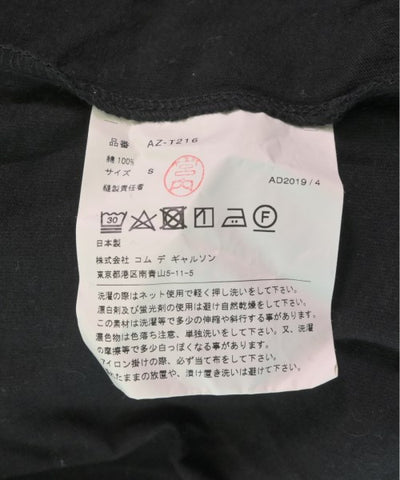 品番 AZ-T216
綿 100%
サイズ S
縫製責任者 宮内
AD2019/4
30
F
日本製
株式会社 コム デ ギャルソン
東京都港区南青山5-11-5
洗濯の際はネット使用で軽く押し洗いをして下さい。
漂白剤及び蛍光剤の使用は避け自然乾燥をして下さい。
この素材は洗濯等で多少の伸縮や斜行する事があります。
濃色物は色落ち注意、単独洗いをして下さい。又、洗濯
の摩擦等で多少白っぽくなる事があります。
アイロン掛けの際、必ず当て布をして下さい。
れたままの放置や、漬け置き洗いは避けて下さい。